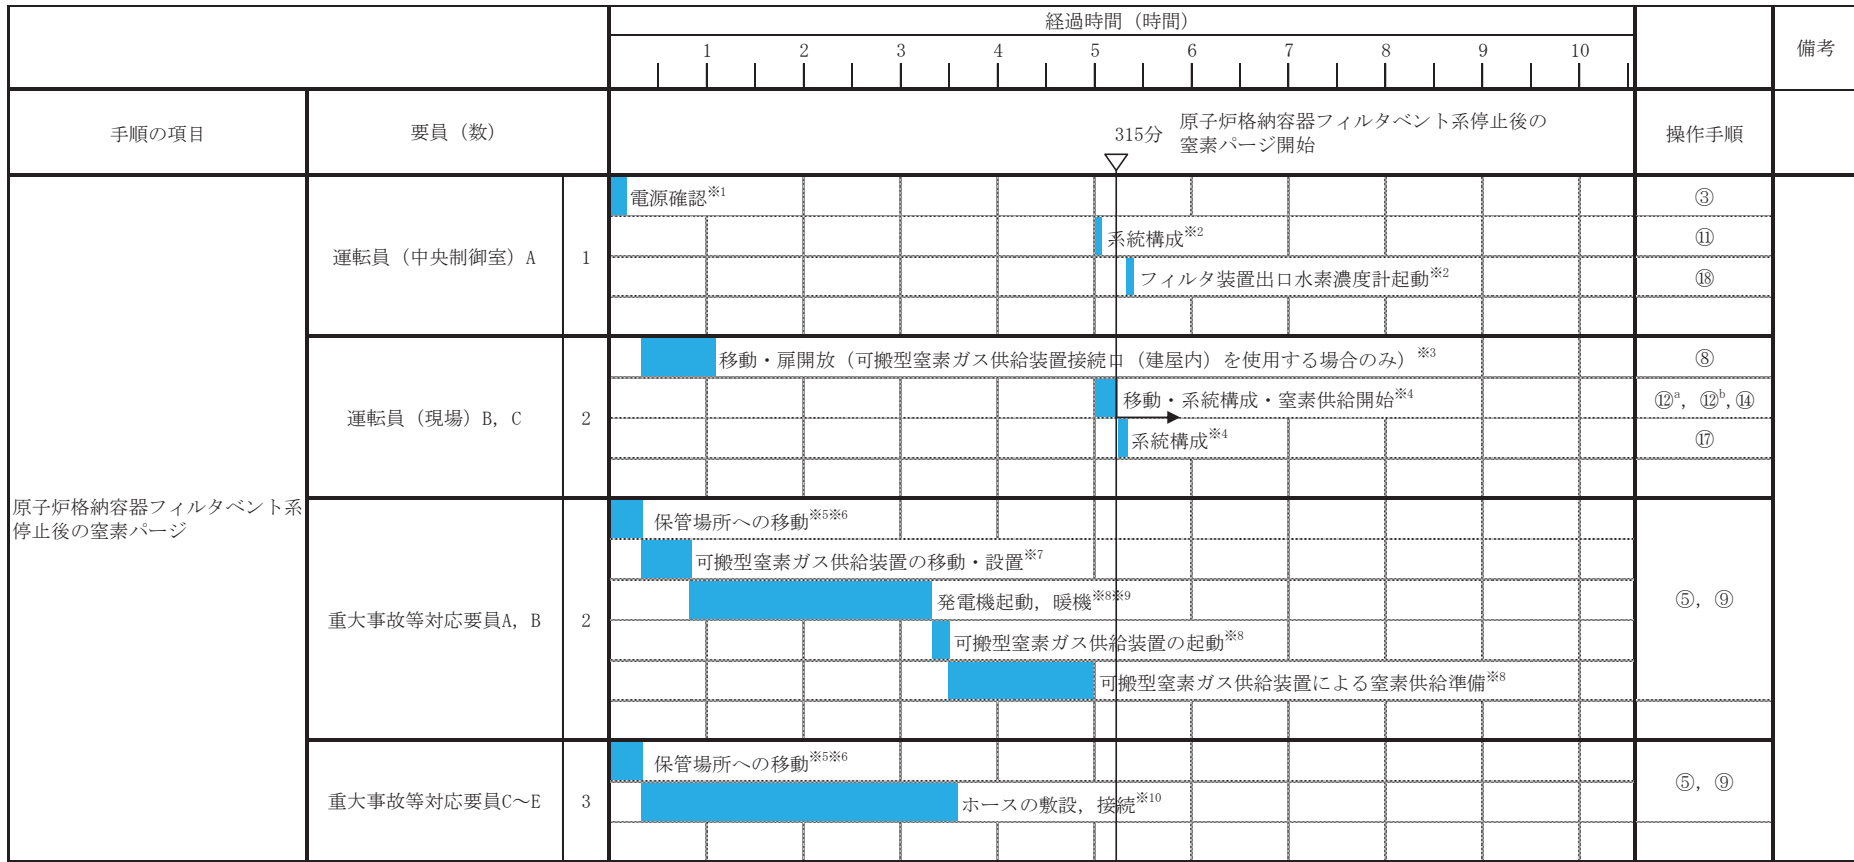 経過時間（時間）
備考
1 2 3 4 5 6 7 8 9 10
手順の項目
要員（数）
315分
原子炉格納容器フィルタベント系停止後の
窒素パージ開始
操作手順
原子炉格納容器フィルタベント系
停止後の窒素パージ
運転員（中央制御室）A
1
電源確認※1
③
系統構成※2
⑪
フィルタ装置出口水素濃度計起動※2
⑱
運転員（現場）B，C
2
移動・扉開放（可搬型窒素ガス供給装置接続口（建屋内）を使用する場合のみ）※3
⑧
移動・系統構成・窒素供給開始※4
⑫a，⑫b,⑭
系統構成※4
⑰
重大事故等対応要員A，B
2
保管場所への移動※5※6
可搬型窒素ガス供給装置の移動・設置※7
発電機起動，暖機※8※9
可搬型窒素ガス供給装置の起動※8
可搬型窒素ガス供給装置による窒素供給準備※8
⑤，⑨
重大事故等対応要員C～E
3
保管場所への移動※5※6
ホースの敷設，接続※10
⑤，⑨